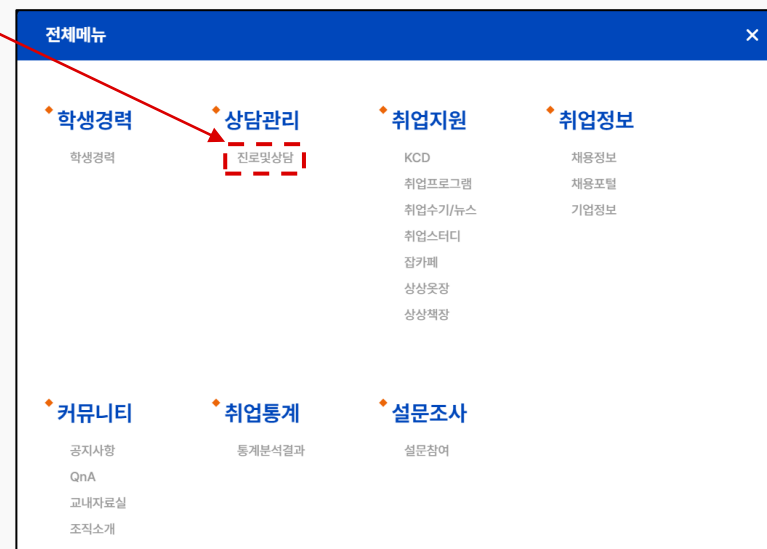 전체메뉴
학생경력
학생경력
상담관리
진로및상담
취업지원
KCD
취업프로그램
취업수기/뉴스
취업스터디
잡카페
상상옷장
상상책장
취업정보
채용정보
채용포털
기업정보
커뮤니티
공지사항
QnA
교내자료실
조직소개
취업통계
통계분석결과
설문조사
설문참여